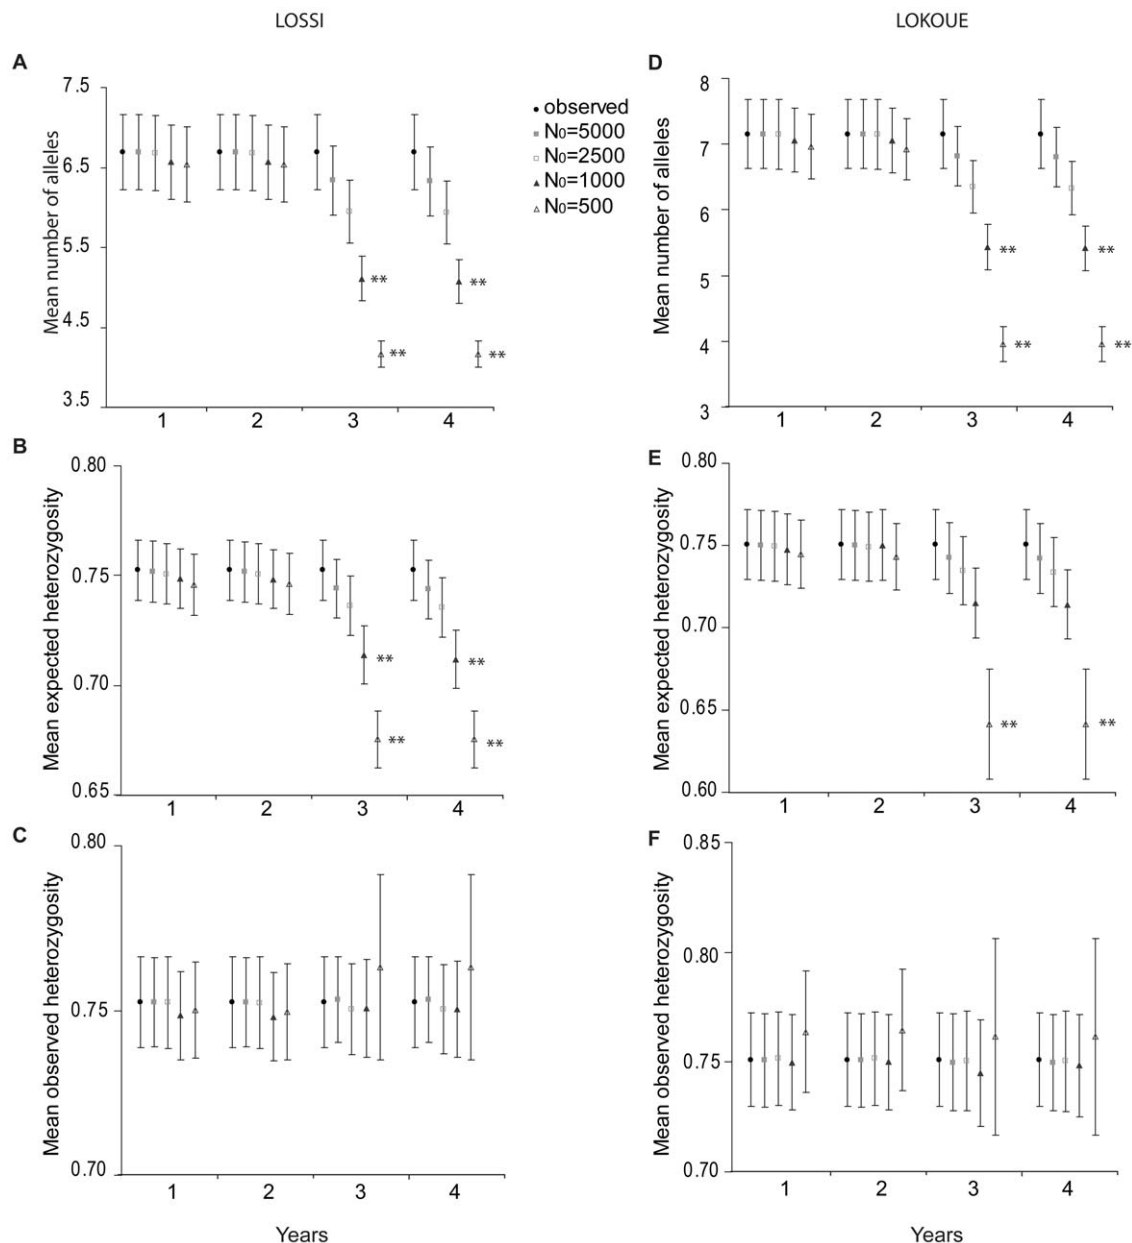 LOSSI
LOKOUE
A
7.5
6.5
5.5
4.5
3.5
Mean number of alleles
1 2 3 4
** **
** **
observed
N0=5000
N0=2500
N0=1000
N0=500
D
8
7
6
5
4
3
Mean number of alleles
1 2 3 4
** **
** **
B
0.80
0.75
0.70
0.65
Mean expected heterozygosity
1 2 3 4
** **
** **
E
0.80
0.75
0.70
0.65
0.60
Mean expected heterozygosity
1 2 3 4
** **
C
0.80
0.75
0.70
Mean observed heterozygosity
1 2 3 4
Years
F
0.85
0.80
0.75
0.70
Mean observed heterozygosity
1 2 3 4
Years